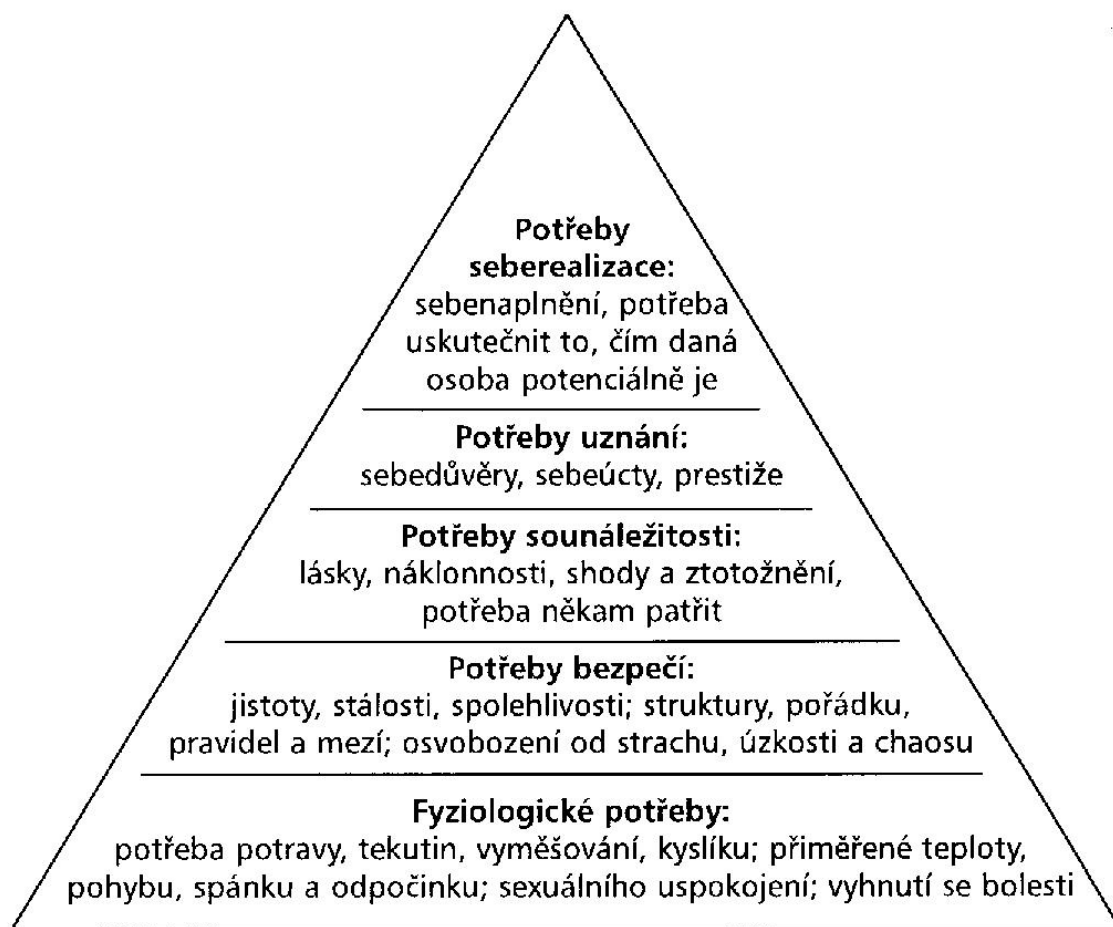 Potřeby
seberealizace:
sebenaplnění, potřeba
uskutečnit to, čím daná
osoba potenciálně je
Potřeby uznání:
sebedůvěry, sebeúcty, prestiže
Potřeby sounáležitosti:
lásky, náklonnosti, shody a ztotožnění,
potřeba někam patřit
Potřeby bezpečí:
jistoty, stálosti, spolehlivosti; struktury, pořádku,
pravidel a mezí; osvobození od strachu, úzkosti a chaosu
Fyziologické potřeby:
potřeba potravy, tekutin, vyměšování, kyslíku; přiměřené teploty,
pohybu, spánku a odpočinku; sexuálního uspokojení; vyhnutí se bolesti